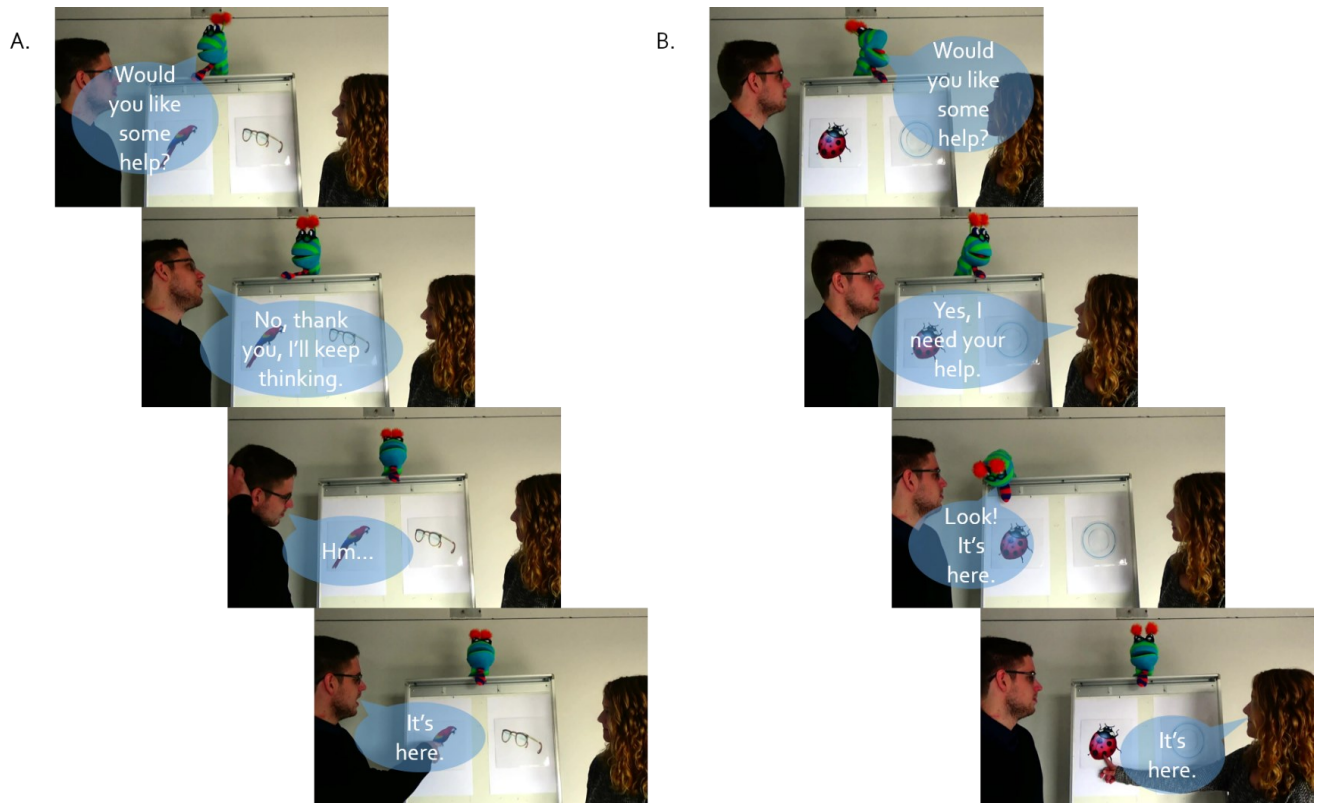 A.
Would
you like
some
help?
No, thank
you, I'll keep
thinking.
Hm...
It's
here.
B.
Would
you like
some
help?
Yes, I
need your
help.
Look!
It's
here.
It's
here.